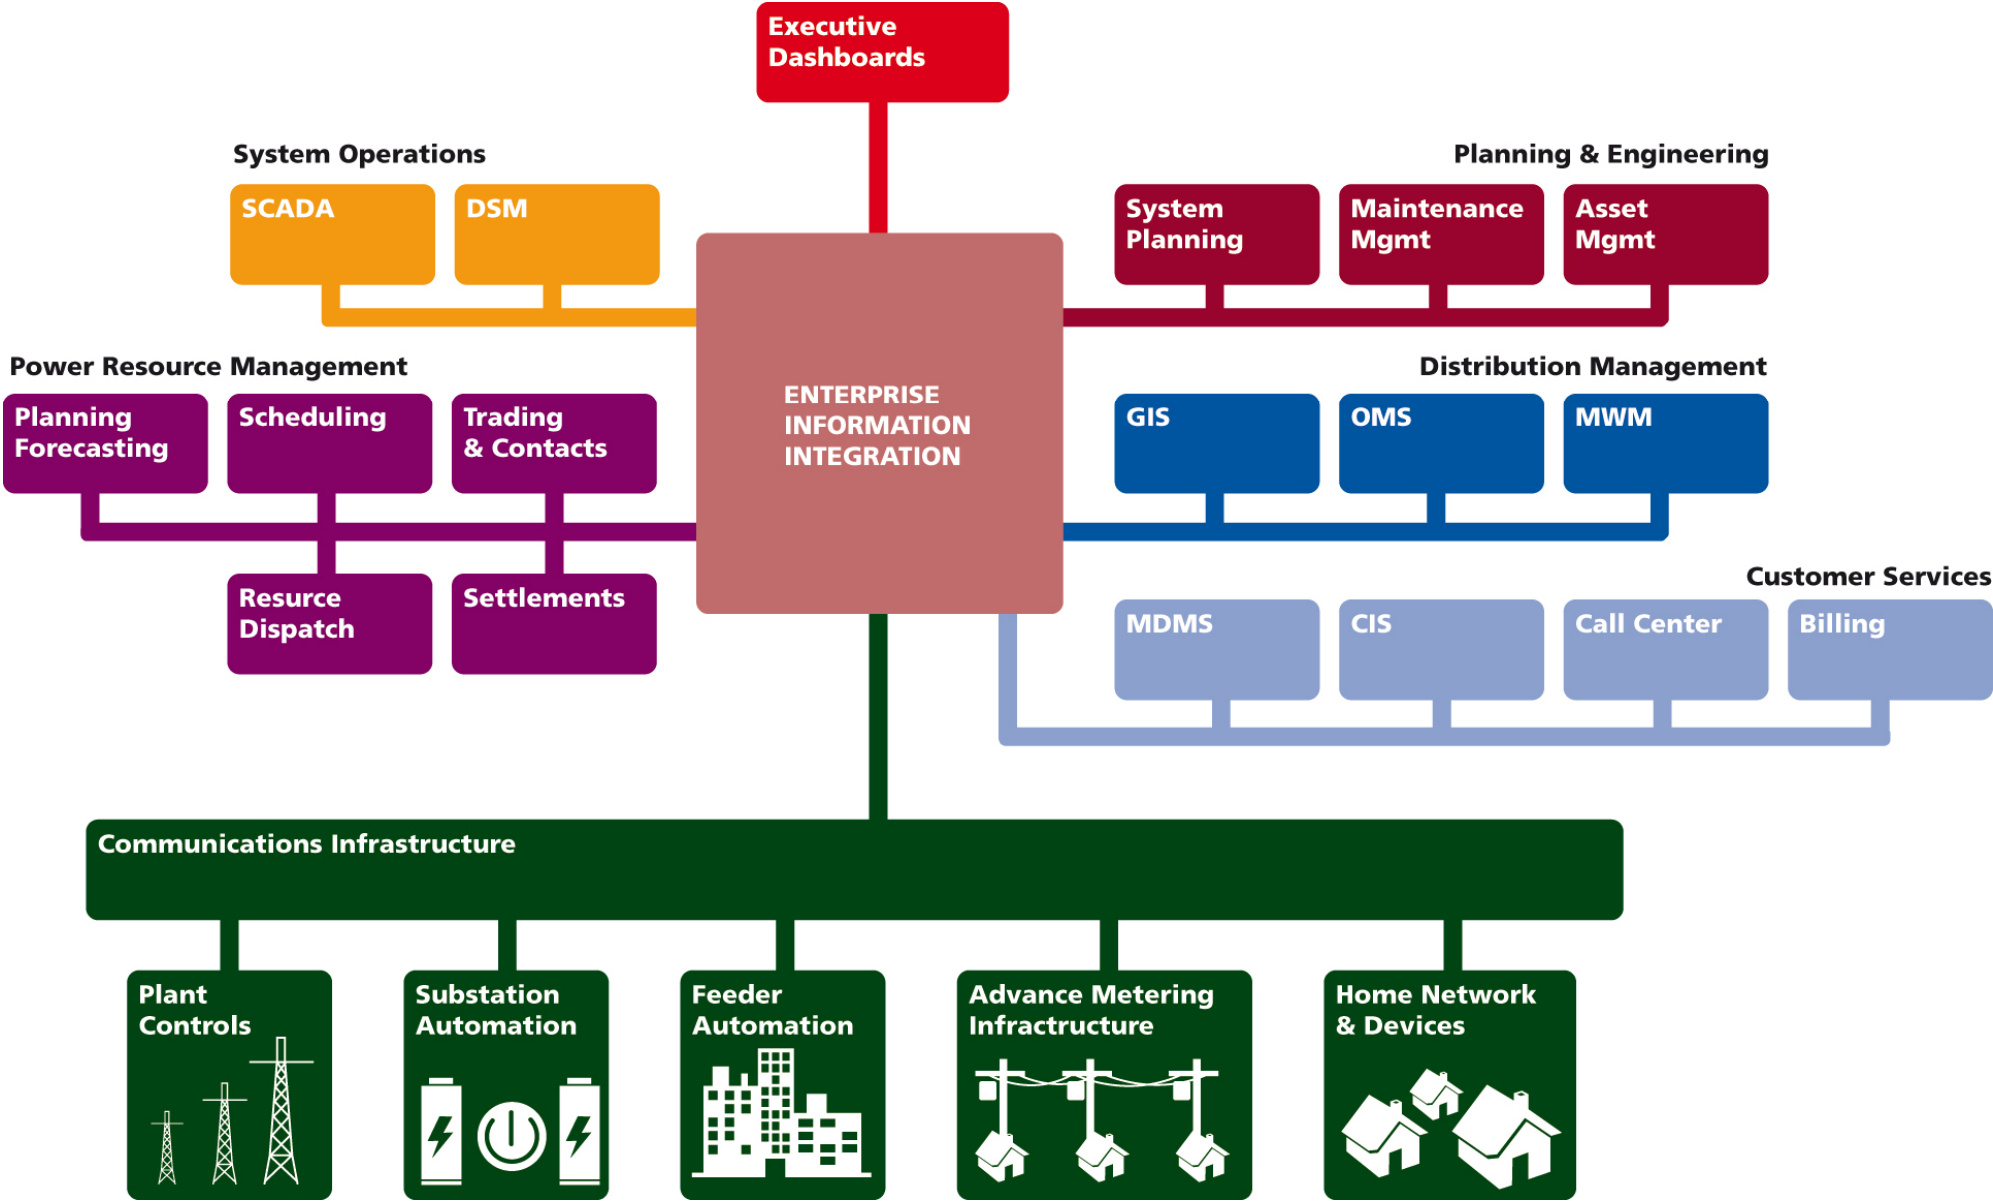 Executive
Dashboards
System Operations
SCADA
DSM
Planning & Engineering
System
Planning
Maintenance
Mgmt
Asset
Mgmt
ENTERPRISE
INFORMATION
INTEGRATION
Power Resource Management
Planning
Forecasting
Scheduling
Trading
& Contacts
Resurce
Dispatch
Settlements
Distribution Management
GIS
OMS
MWM
Customer Services
MDMS
CIS
Call Center
Billing
Communications Infrastructure
Plant
Controls
Substation
Automation
Feeder
Automation
Advance Metering
Infractructure
Home Network
& Devices